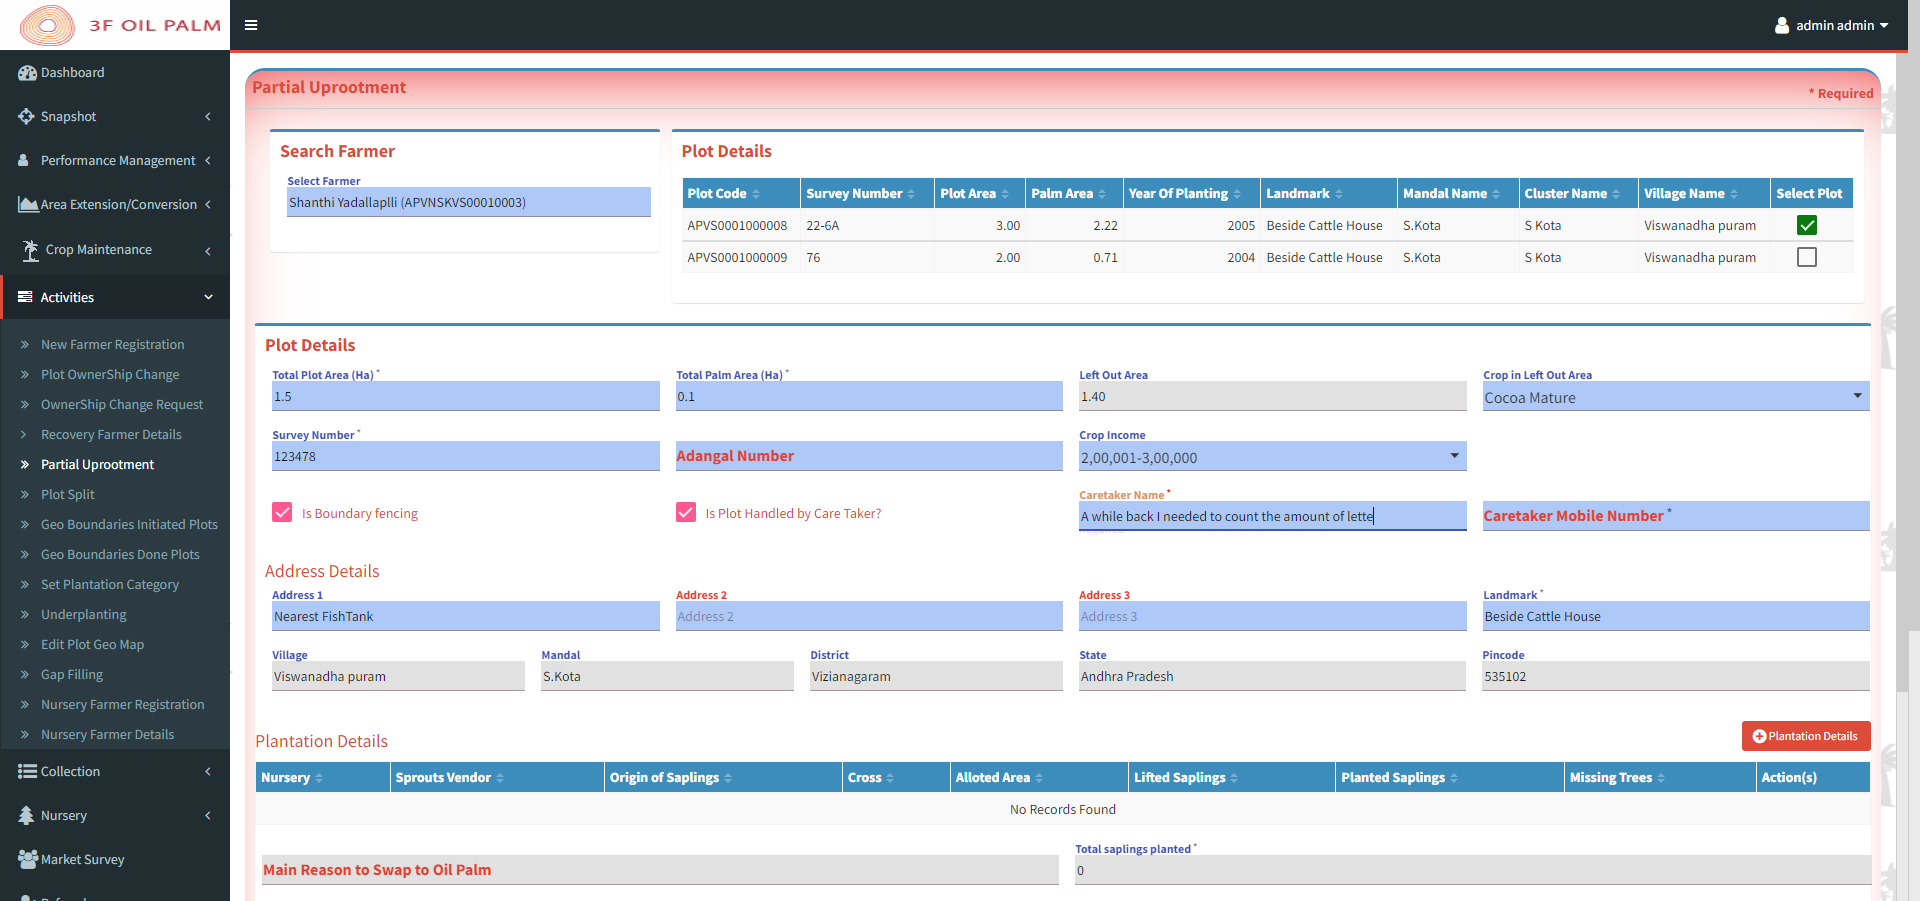 3F OIL PALM
admin admin
Dashboard
Snapshot
Performance Management
Area Extension/Conversion
Crop Maintenance
Activities
New Farmer Registration
Plot OwnerShip Change
OwnerShip Change Request
Recovery Farmer Details
Partial Uprootment
Plot Split
Geo Boundaries Initiated Plots
Geo Boundaries Done Plots
Set Plantation Category
Underplanting
Edit Plot Geo Map
Gap Filling
Nursery Farmer Registration
Nursery Farmer Details
Collection
Nursery
Market Survey
Partial Uprootment
* Required
Search Farmer
Select Farmer
Shanthi Yadallaplli (APVNSKVS00010003)
Plot Details
Plot Code Survey Number Plot Area Palm Area Year Of Planting Landmark Mandal Name Cluster Name Village Name Select Plot
APVS0001000008 22-6A 3.00 2.22 2005 Beside Cattle House S.Kota S Kota Viswanadha puram
APVS0001000009 76 2.00 0.71 2004 Beside Cattle House S.Kota S Kota Viswanadha puram
Plot Details
Total Plot Area (Ha) * Total Palm Area (Ha) * Left Out Area Crop in Left Out Area
1.5 0.1 1.40 Cocoa Mature
Survey Number * Crop Income
123478 Adangal Number 2,00,001-3,00,000
Caretaker Name *
Is Boundary fencing Is Plot Handled by Care Taker? A while back I needed to count the amount of lette Caretaker Mobile Number *
Address Details
Address 1 Address 2 Address 3 Landmark *
Nearest FishTank Address 2 Address 3 Beside Cattle House
Village Mandal District State Pincode
Viswanadha puram S.Kota Vizianagaram Andhra Pradesh 535102
Plantation Details
Plantation Details
Nursery Sprouts Vendor Origin of Saplings Cross Alloted Area Lifted Saplings Planted Saplings Missing Trees Action(s)
No Records Found
Total saplings planted *
Main Reason to Swap to Oil Palm 0